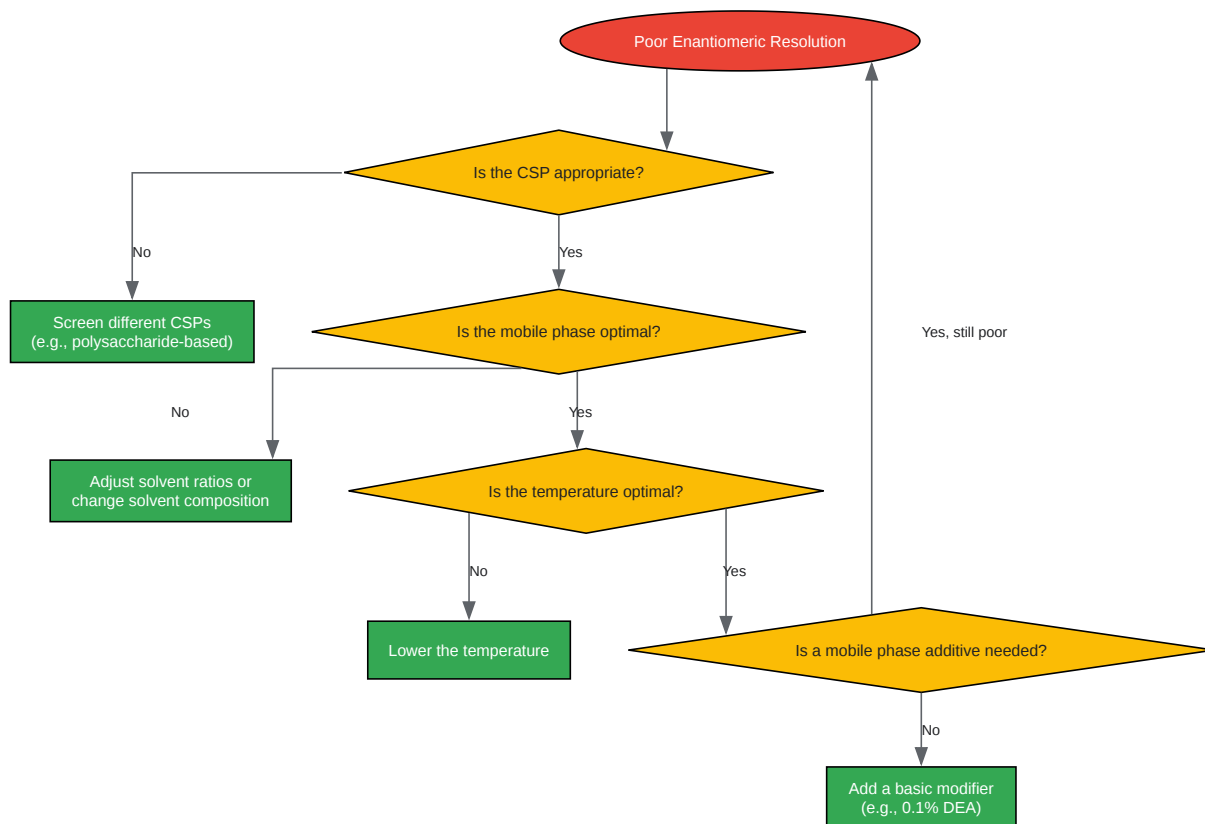 Poor Enantiomeric Resolution
Is the CSP appropriate?
No
Yes
Screen different CSPs
(e.g., polysaccharide-based)
Is the mobile phase optimal?
Yes, still poor
No
Yes
Adjust solvent ratios or
change solvent composition
Is the temperature optimal?
No
Yes
Lower the temperature
Is a mobile phase additive needed?
No
Add a basic modifier
(e.g., 0.1% DEA)